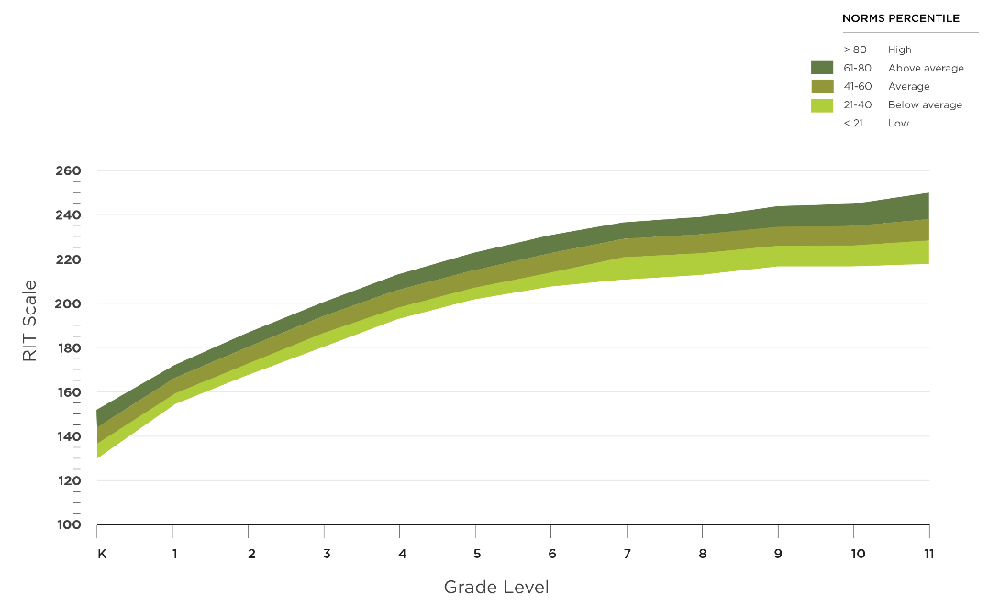 NORMS PERCENTILE
> 80 High
61-80 Above average
41-60 Average
21-40 Below average
< 21 Low
260
240
220
200
180
160
140
120
100
RIT Scale
K 1 2 3 4 5 6 7 8 9 10 11
Grade Level